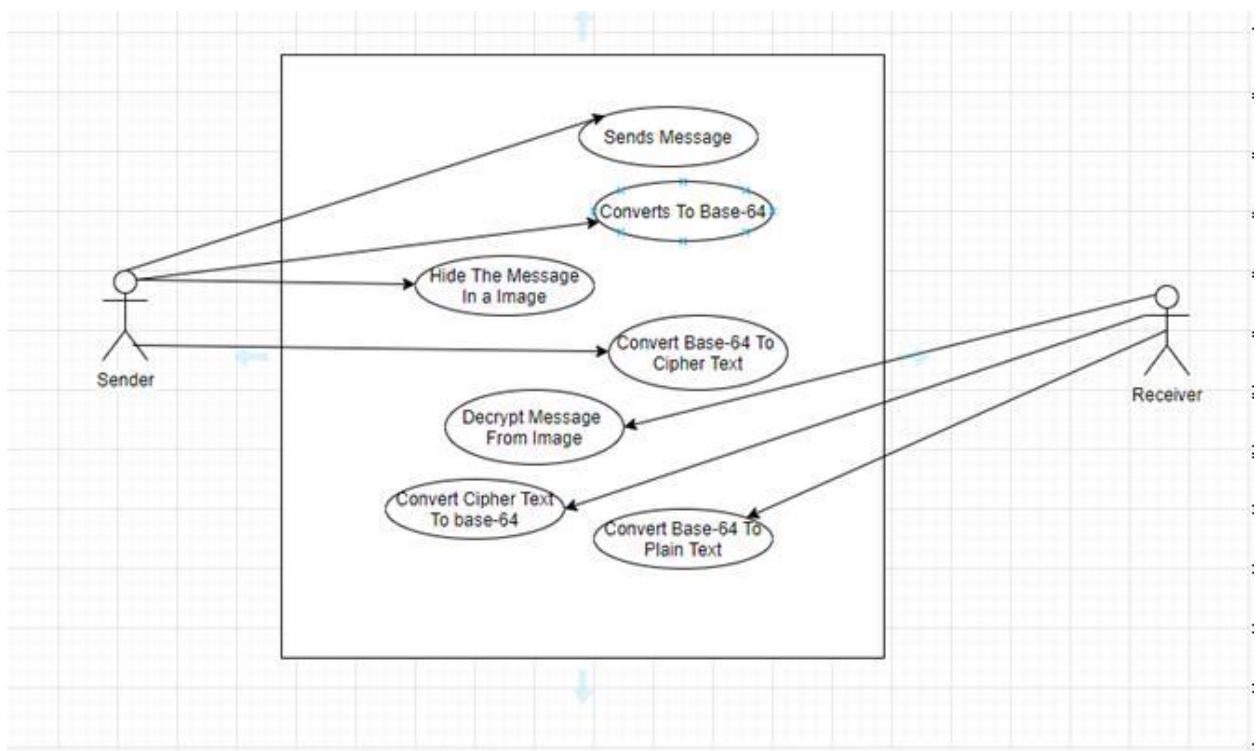 Sends Message
Converts To Base-64
Hide The Message
In a Image
Convert Base-64 To
Cipher Text
Sender
Receiver
Decrypt Message
From Image
Convert Cipher Text
To base-64
Convert Base-64 To
Plain Text